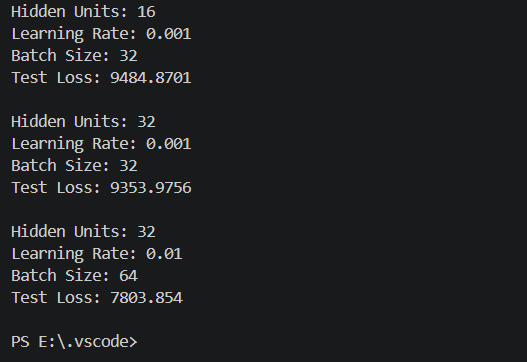 Hidden Units: 16
Learning Rate: 0.001
Batch Size: 32
Test Loss: 9484.8701
Hidden Units: 32
Learning Rate: 0.001
Batch Size: 32
Test Loss: 9353.9756
Hidden Units: 32
Learning Rate: 0.01
Batch Size: 64
Test Loss: 7803.854
PS E:\.vscode>